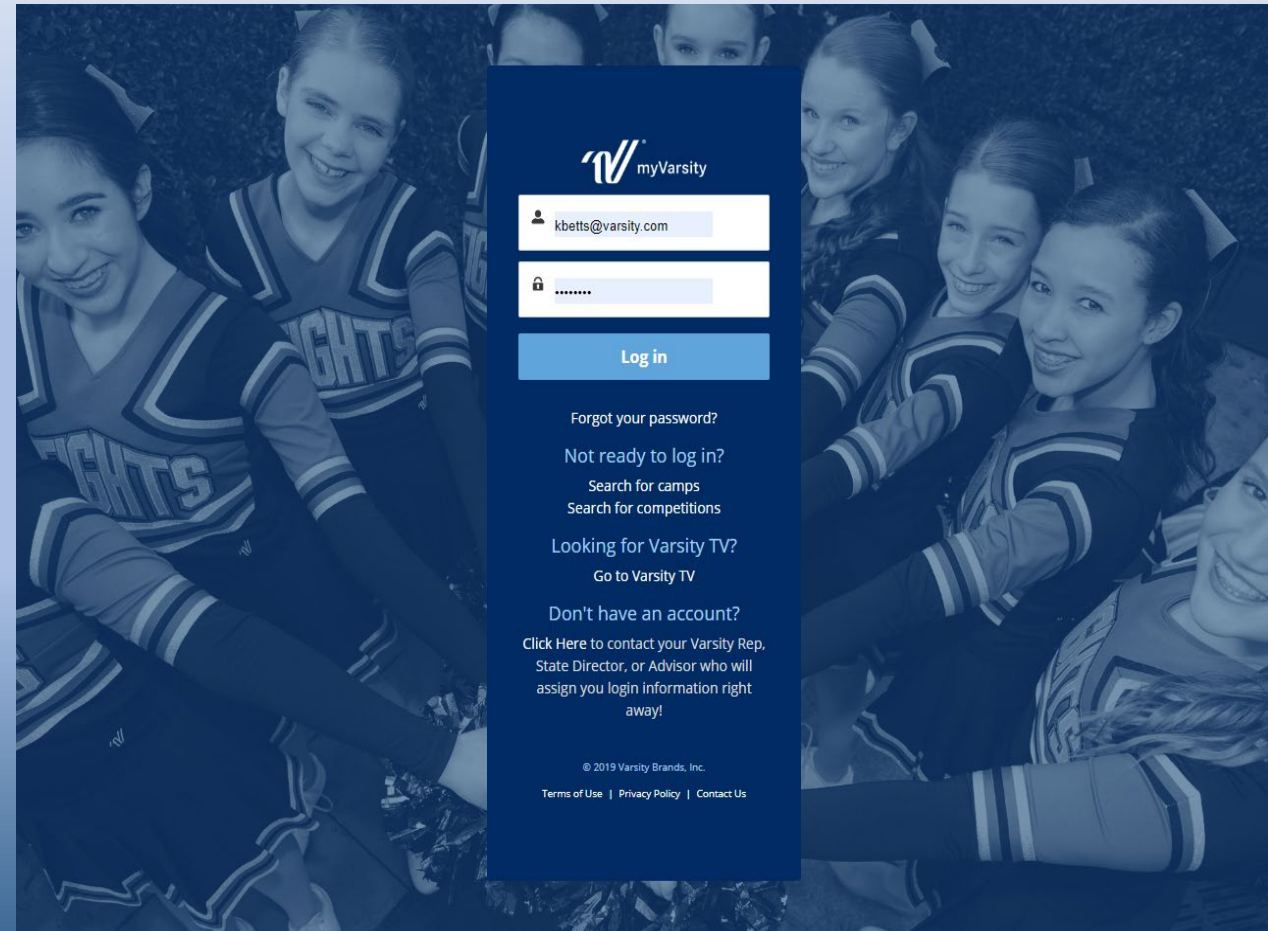 myVarsity
kbetts@varsity.com
••••••••
Log in
Forgot your password?
Not ready to log in?
Search for camps
Search for competitions
Looking for Varsity TV?
Go to Varsity TV
Don't have an account?
Click Here to contact your Varsity Rep,
State Director, or Advisor who will
assign you login information right
away!
© 2019 Varsity Brands, Inc.
Terms of Use | Privacy Policy | Contact Us